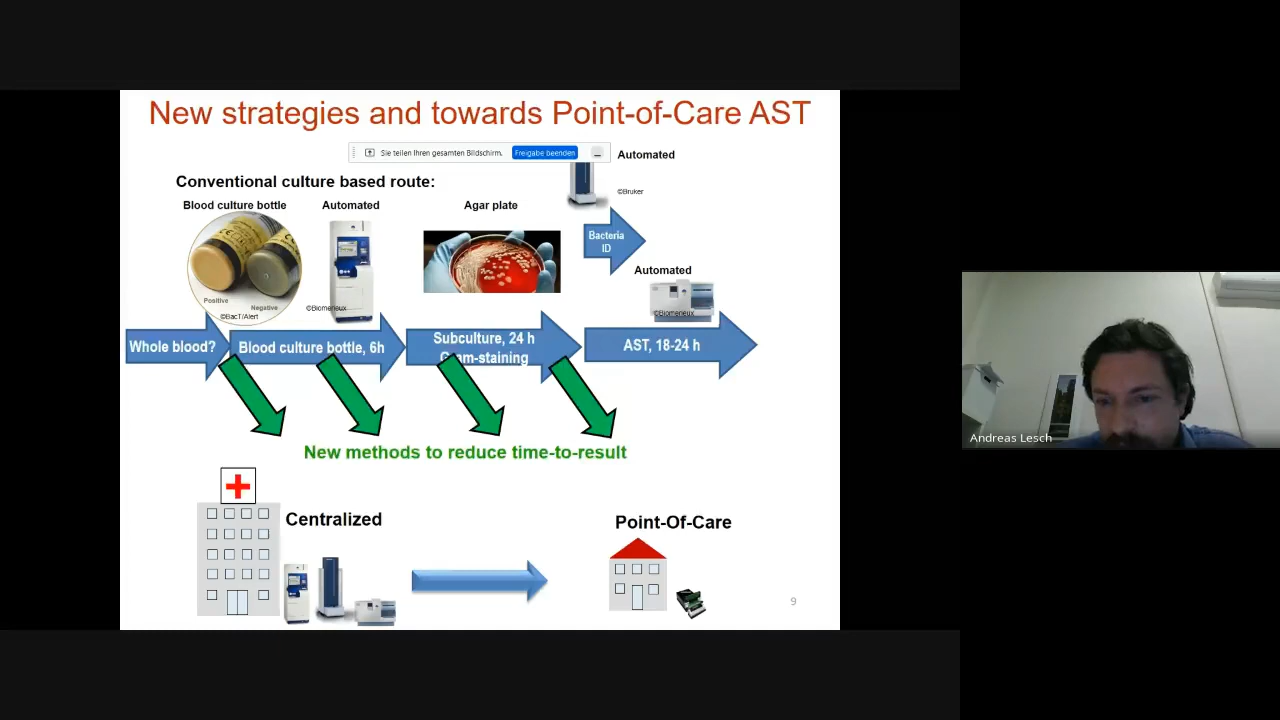 New strategies and towards Point-of-Care AST
Sie teilen Ihren gesamten Bildschirm. Freigabe beenden
Automated
Conventional culture based route:
©Bruker
Blood culture bottle
Automated
Agar plate
Bacteria
ID
Automated
Positive
Negative
©BacT/Alert
©Biomerieux
©Biomerieux
Whole blood?
Blood culture bottle, 6h
Subculture, 24 h
Gram-staining
AST, 18-24 h
New methods to reduce time-to-result
Centralized
Point-Of-Care
9
Andreas Lesch